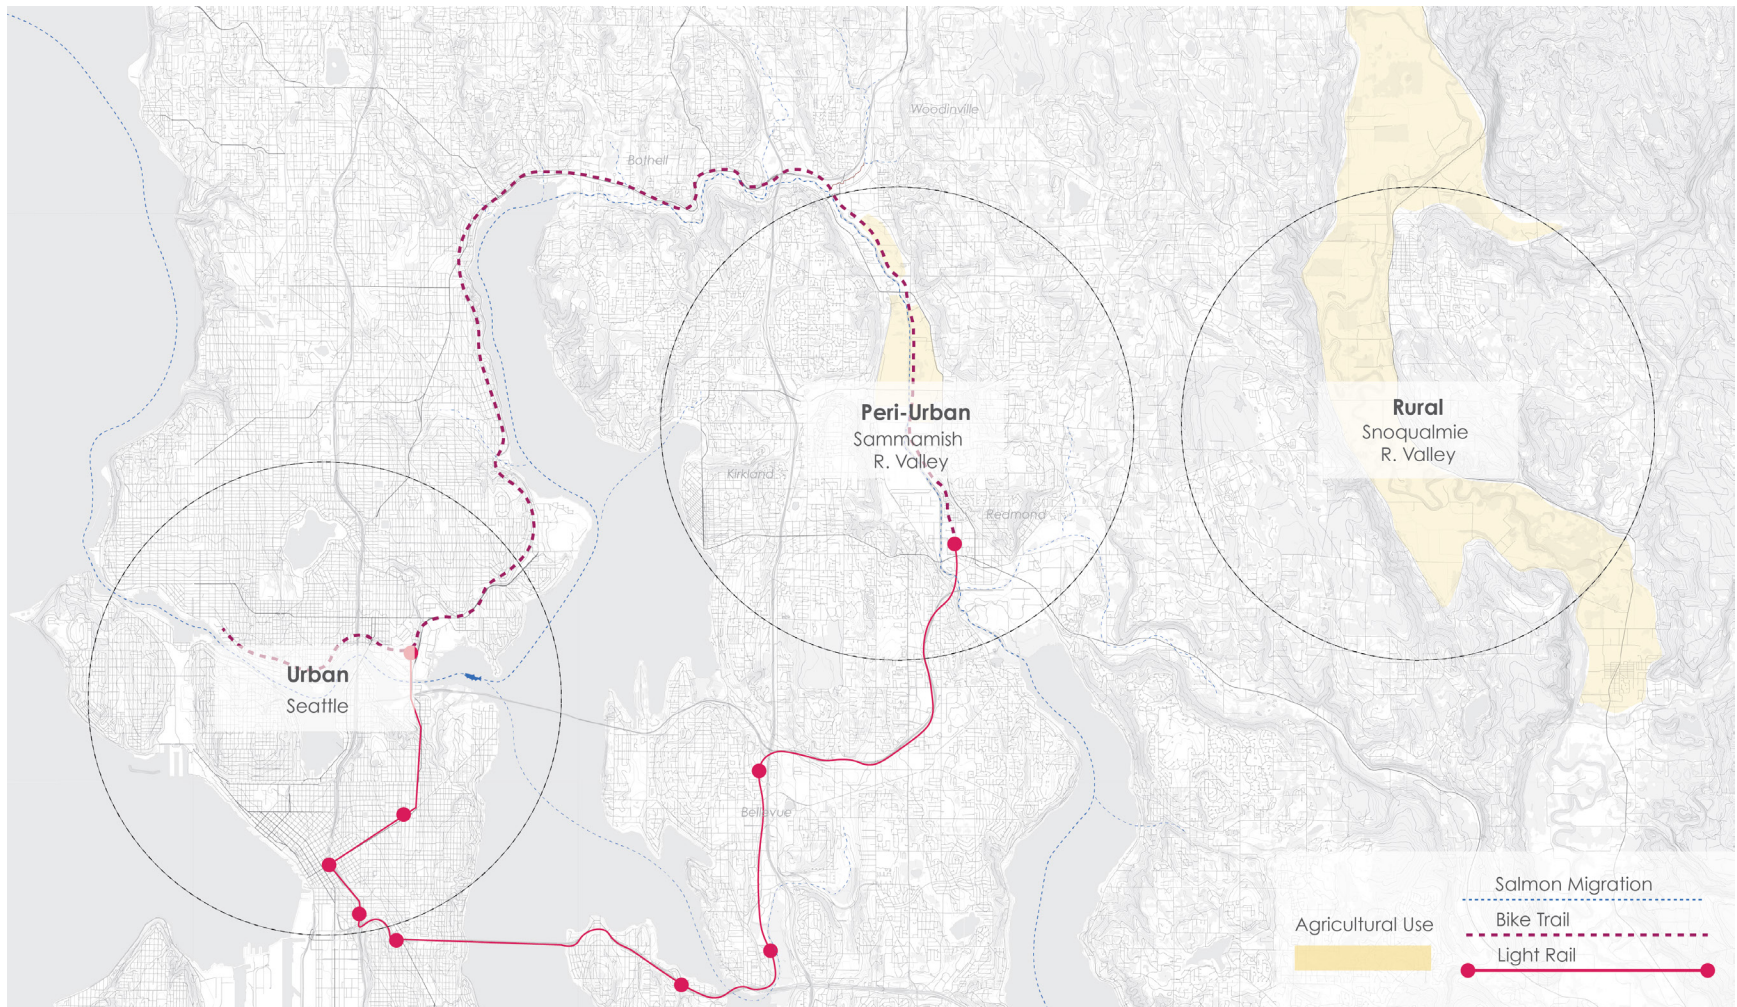 Woodinville
Bothell
Peri-Urban
Sammamish
R. Valley
Rural
Snoqualmie
R. Valley
Kirkland
Redmond
Urban
Seattle
Bellevue
Agricultural Use
Salmon Migration
Bike Trail
Light Rail